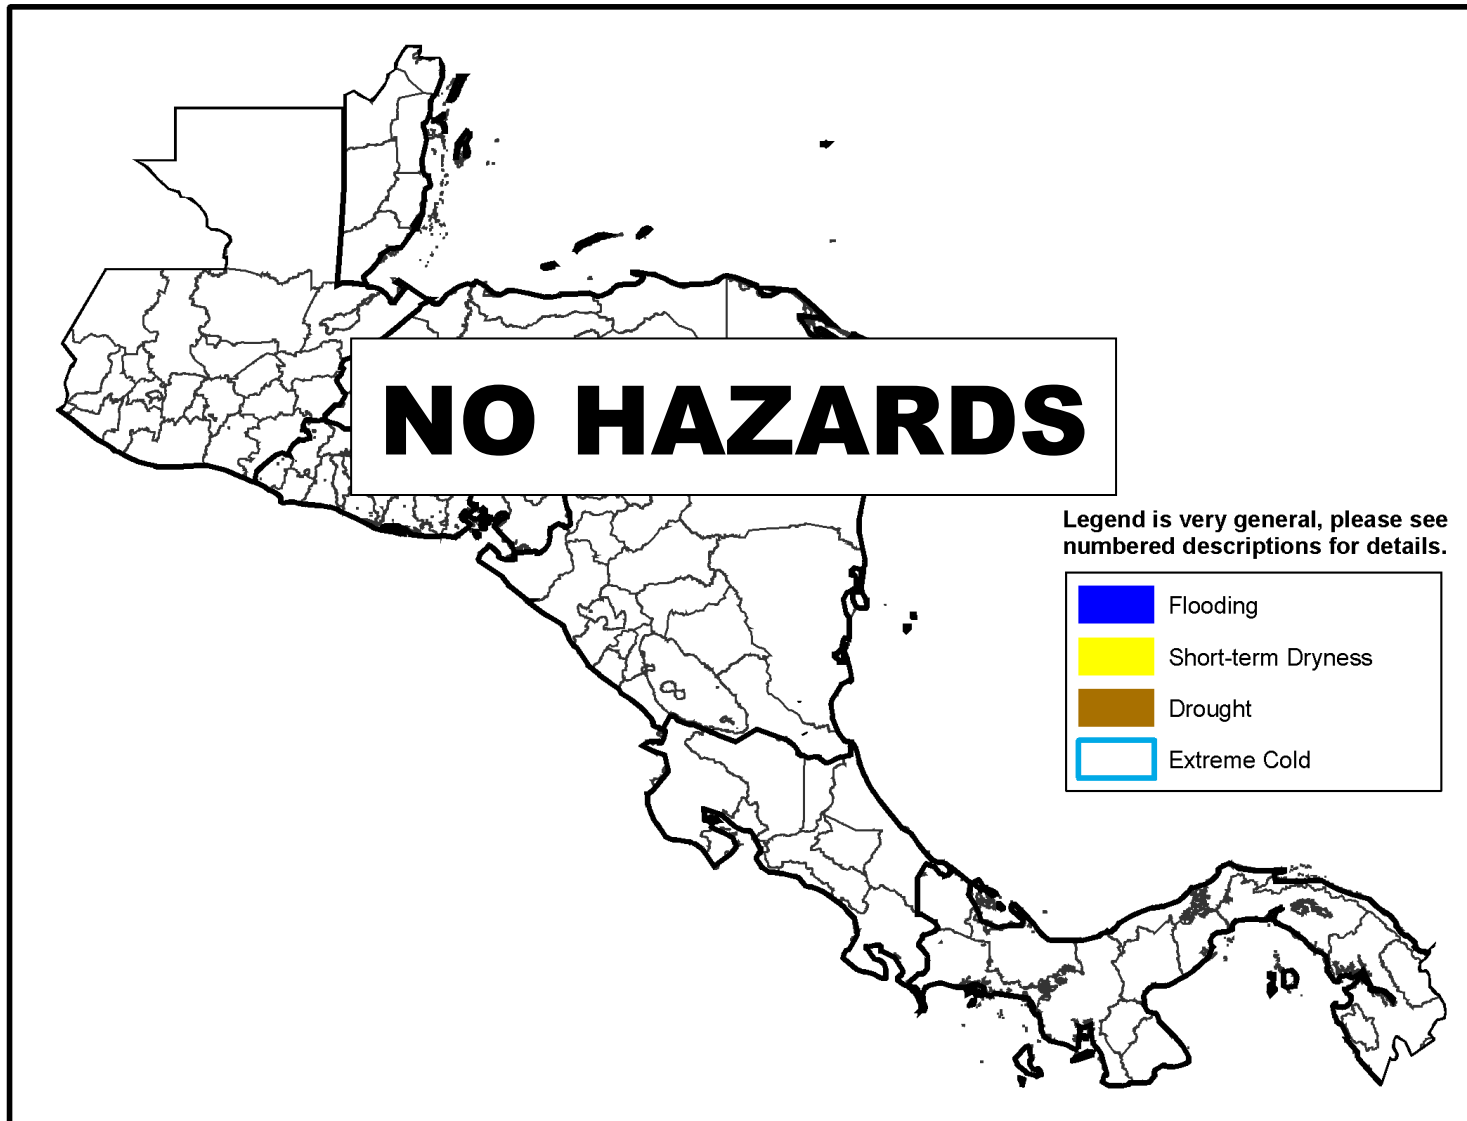 NO HAZARDS
Legend is very general, please see
numbered descriptions for details.
Flooding
Short-term Dryness
Drought
Extreme Cold